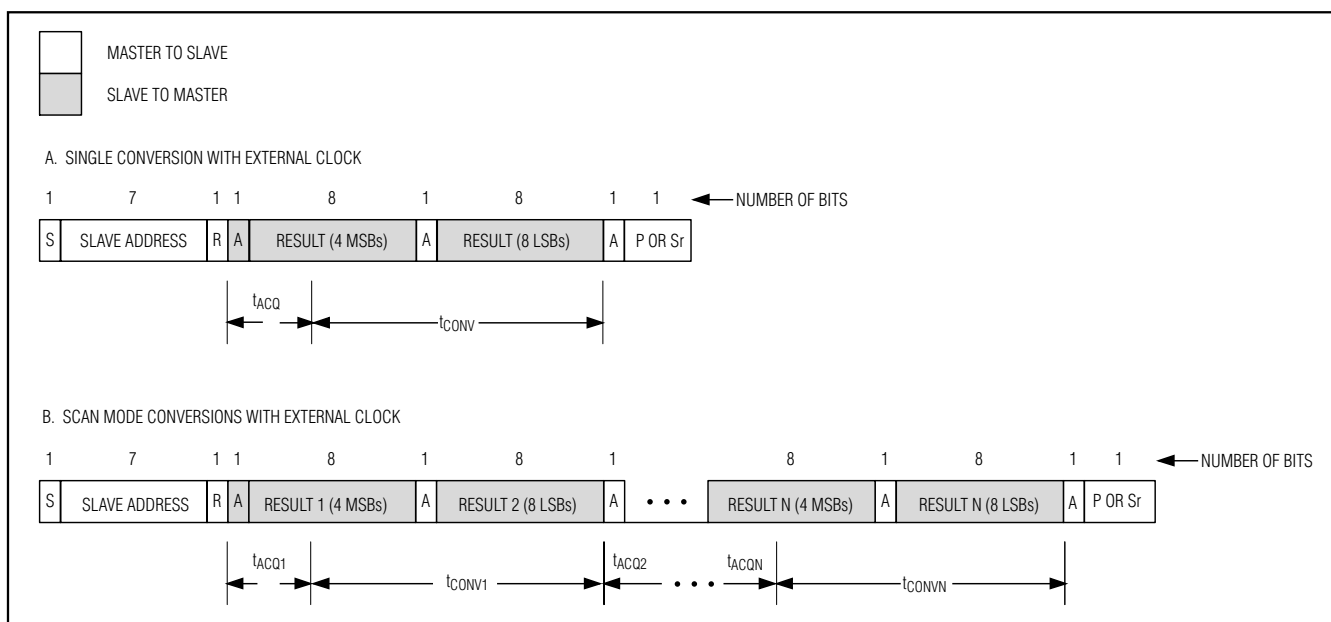 MASTER TO SLAVE
SLAVE TO MASTER
A. SINGLE CONVERSION WITH EXTERNAL CLOCK
1 7 1 1 8 1 8 1 1 NUMBER OF BITS
S SLAVE ADDRESS R A RESULT (4 MSBs) A RESULT (8 LSBs) A P OR Sr
tACQ
tCONV
B. SCAN MODE CONVERSIONS WITH EXTERNAL CLOCK
1 7 1 1 8 1 8 1 8 1 8 1 1 NUMBER OF BITS
S SLAVE ADDRESS R A RESULT 1 (4 MSBs) A RESULT 2 (8 LSBs) A • • • RESULT N (4 MSBs) A RESULT N (8 LSBs) A P OR Sr
tACQ1 tACQ2 tACQN
tCONV1 • • • tCONVN